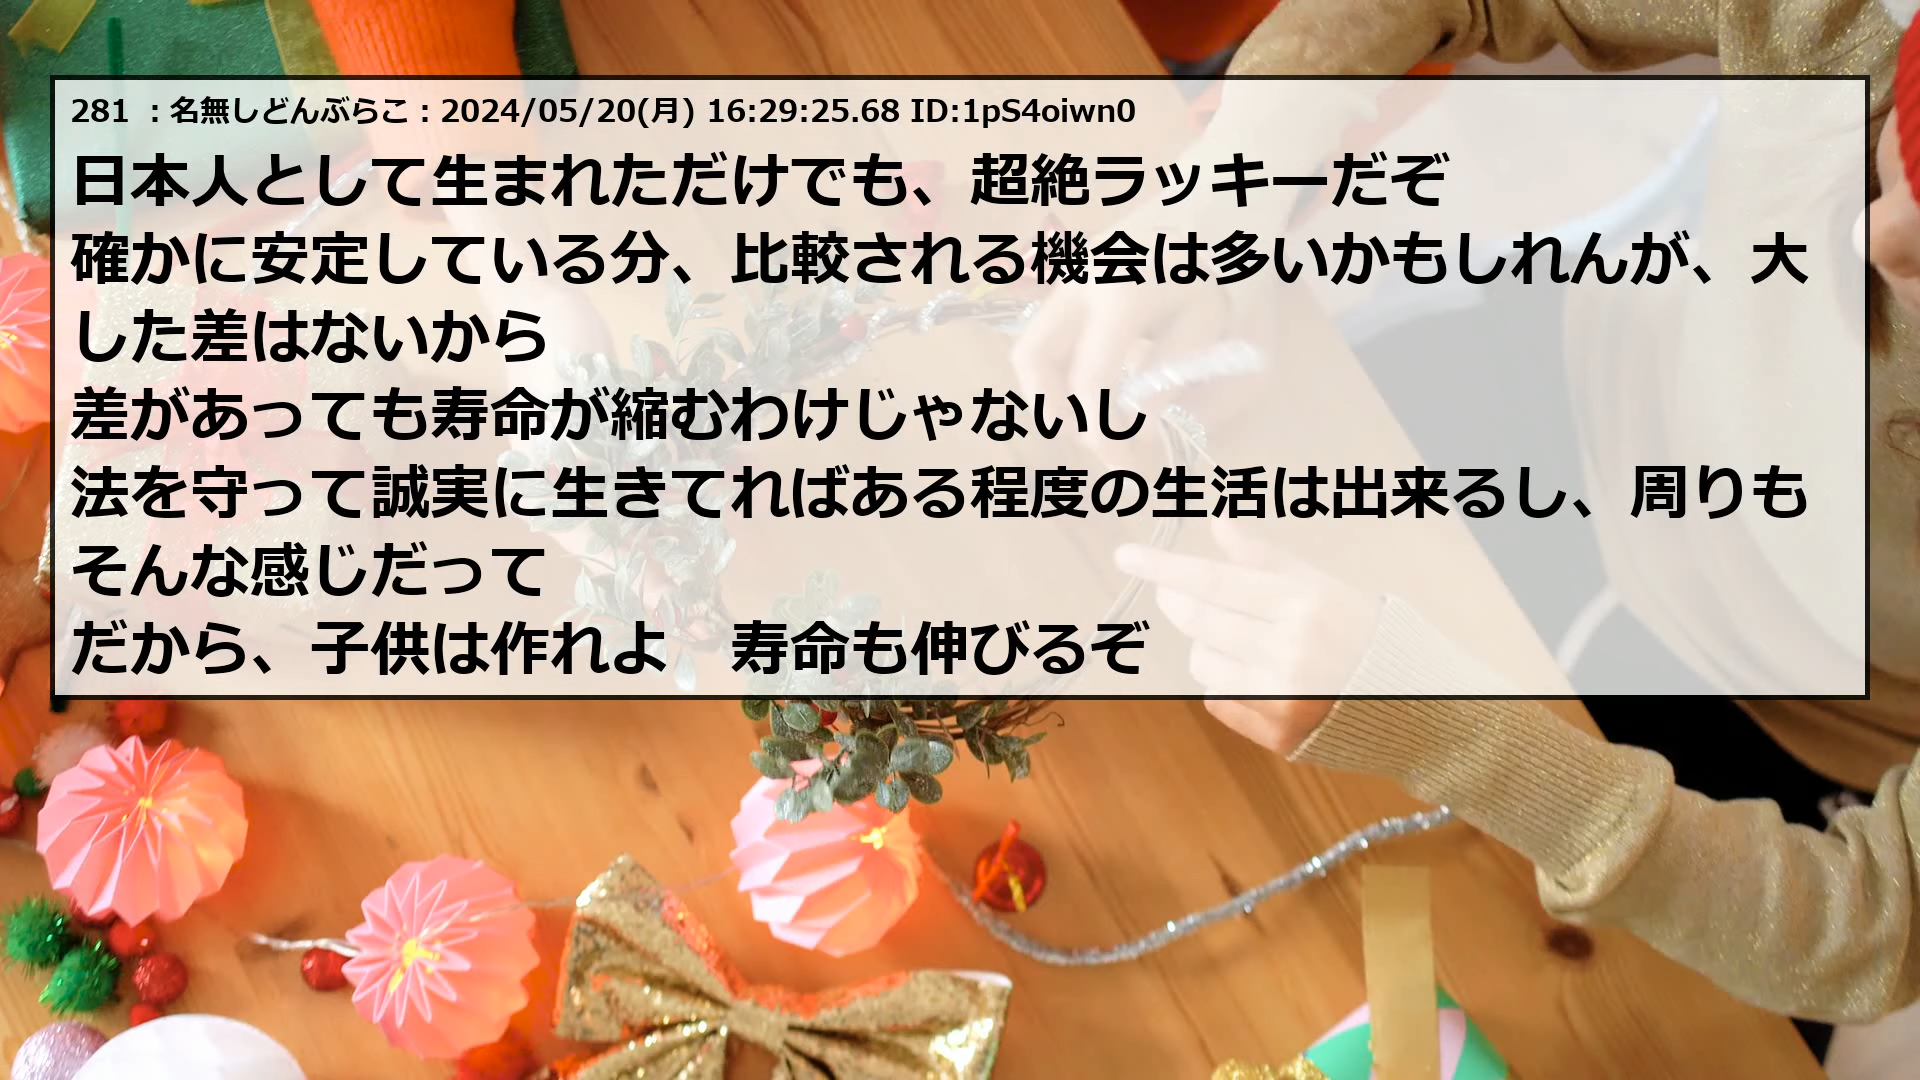 281 ：名無しどんぶらこ：2024/05/20(月) 16:29:25.68 ID:1pS4oiwn0
日本人として生まれただけでも、超絶ラッキーだぞ
確かに安定している分、比較される機会は多いかもしれんが、大
した差はないから
差があっても寿命が縮むわけじゃないし
法を守って誠実に生きてればある程度の生活は出来るし、周りも
そんな感じだって
だから、子供は作れよ　寿命も伸びるぞ